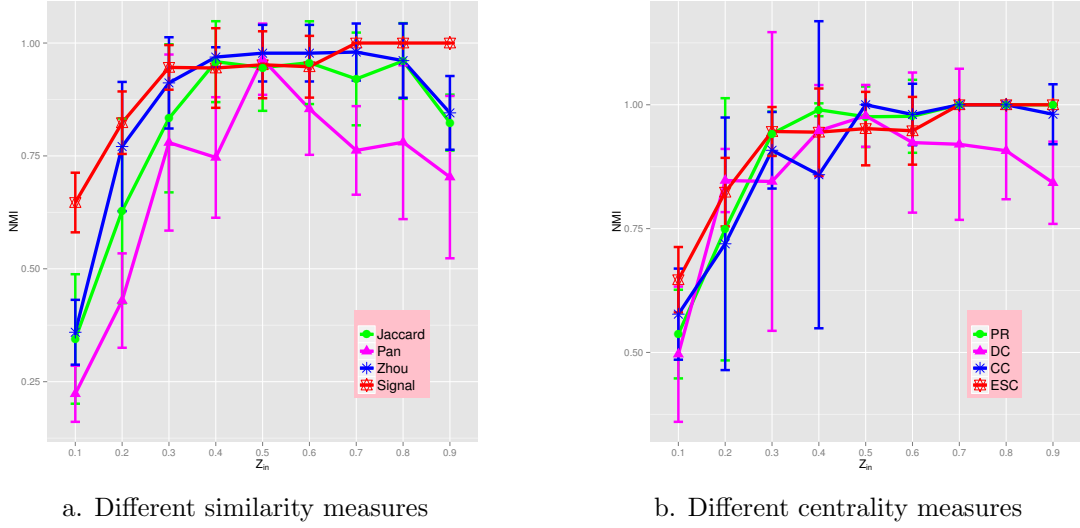 1.00
0.75
0.50
0.25
NMI
0.1 0.2 0.3 0.4 0.5 0.6 0.7 0.8 0.9
Zin
Jaccard
Pan
Zhou
Signal
a. Different similarity measures
1.00
0.75
0.50
NMI
0.1 0.2 0.3 0.4 0.5 0.6 0.7 0.8 0.9
Zin
PR
DC
CC
ESC
b. Different centrality measures